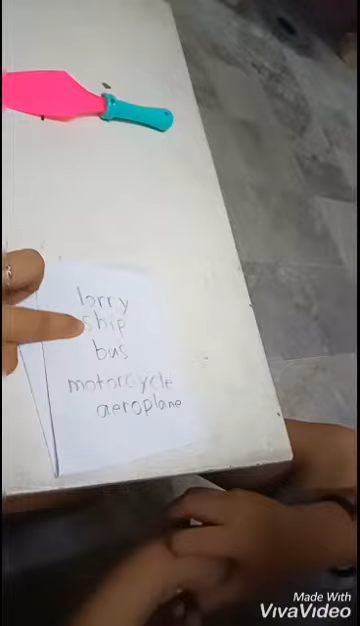 lorry
ship
bus
motorcycle
aeroplane
Made With
VivaVideo